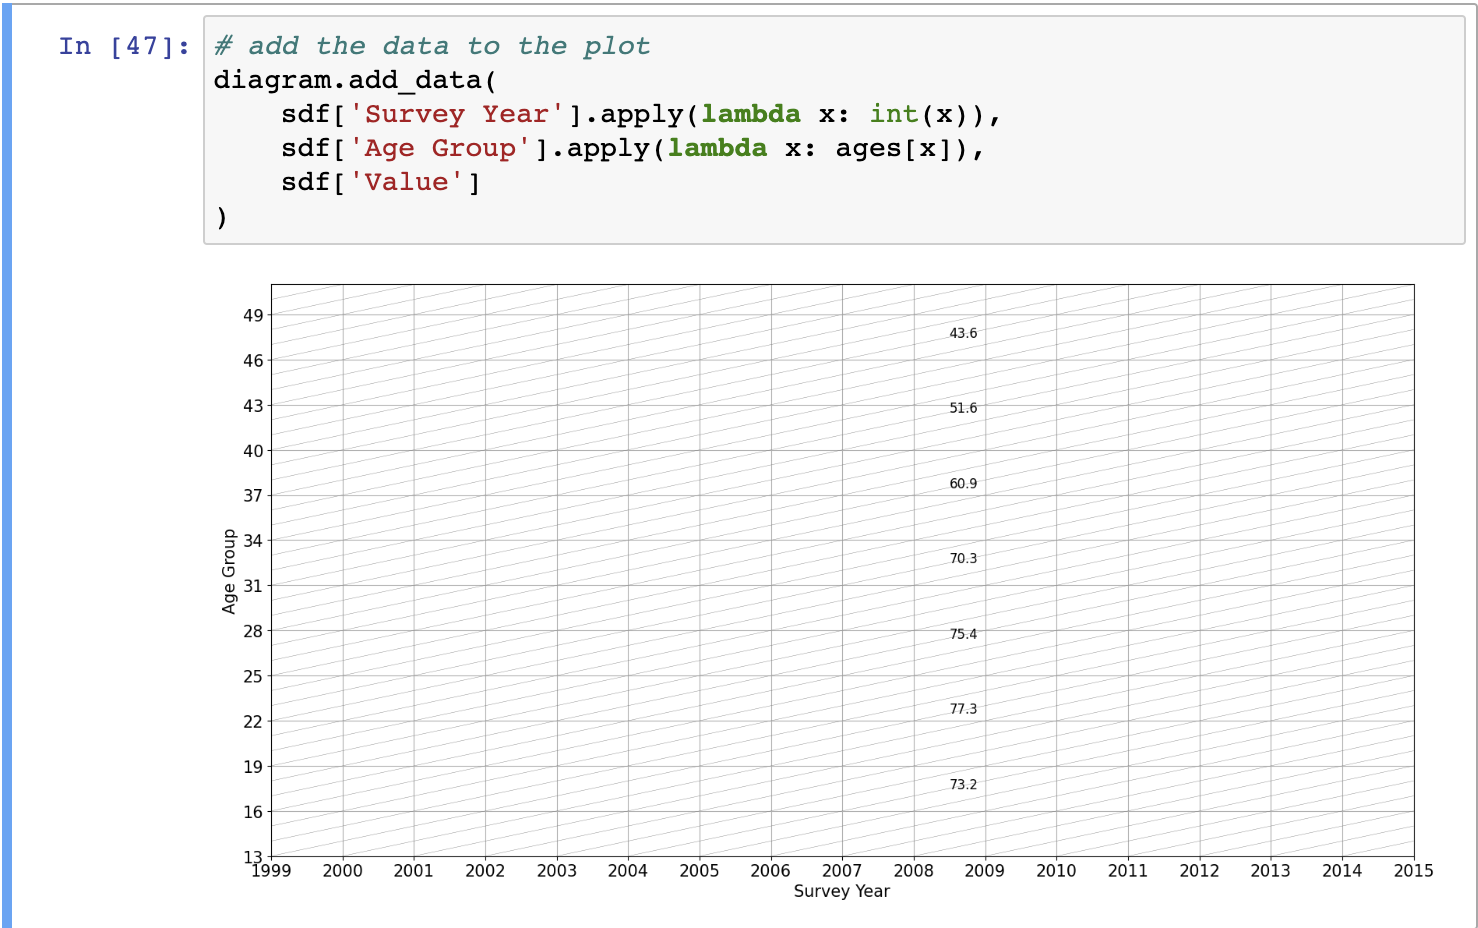 In [47]: # add the data to the plot
diagram.add_data(
    sdf['Survey Year'].apply(lambda x: int(x)),
    sdf['Age Group'].apply(lambda x: ages[x]),
    sdf['Value']
)
49
43.6
46
43
51.6
40
37
60.9
34
Age Group
70.3
31
28
75.4
25
22
77.3
19
73.2
16
13
1999 2000 2001 2002 2003 2004 2005 2006 2007 2008 2009 2010 2011 2012 2013 2014 2015
Survey Year